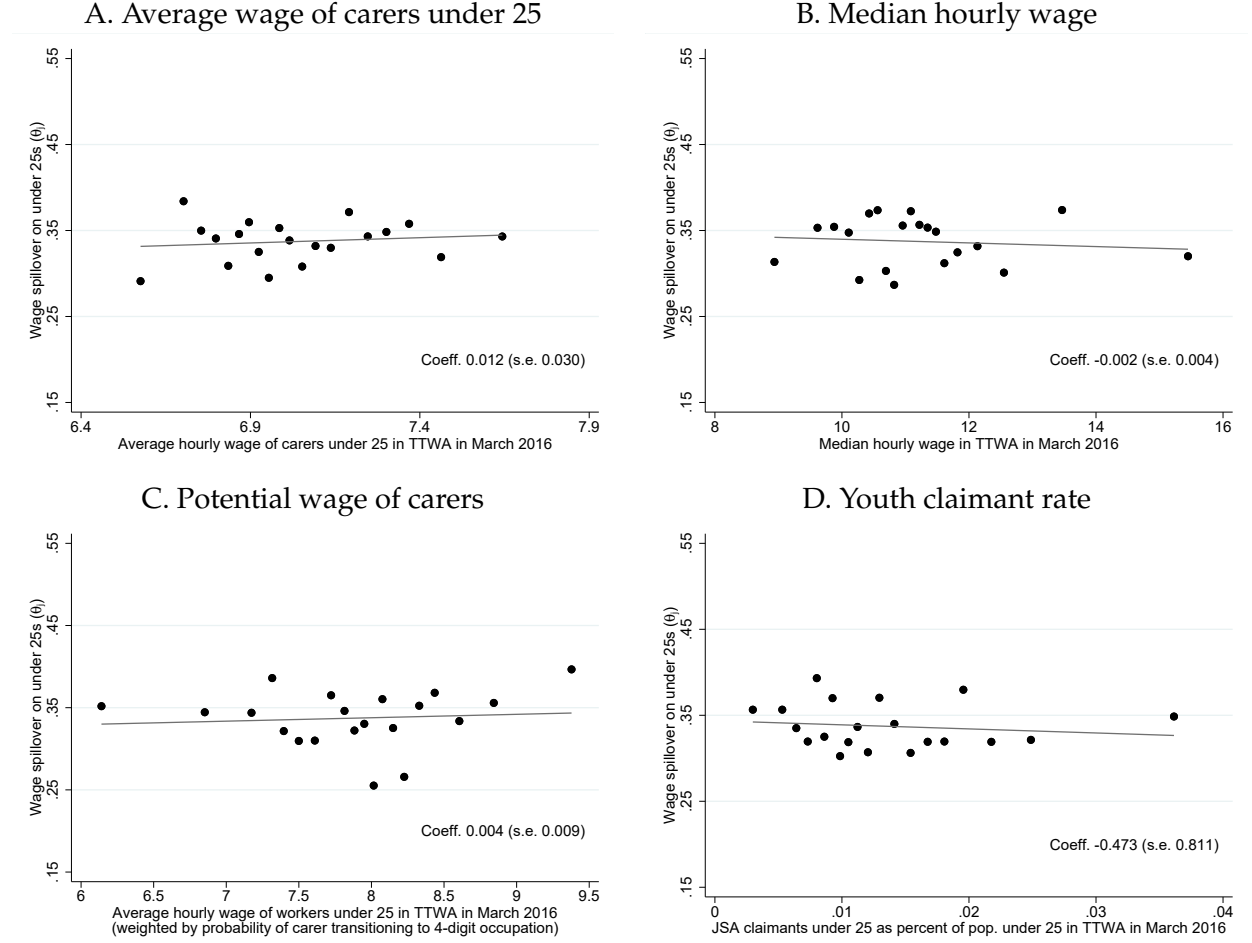 A. Average wage of carers under 25
Wage spillover on under 25s (θj)
.55
.45
.35
.25
.15
Coeff. 0.012 (s.e. 0.030)
6.4 6.9 7.4 7.9
Average hourly wage of carers under 25 in TTWA in March 2016
B. Median hourly wage
Wage spillover on under 25s (θj)
.55
.45
.35
.25
.15
Coeff. -0.002 (s.e. 0.004)
8 10 12 14 16
Median hourly wage in TTWA in March 2016
C. Potential wage of carers
Wage spillover on under 25s (θj)
.55
.45
.35
.25
.15
Coeff. 0.004 (s.e. 0.009)
6 6.5 7 7.5 8 8.5 9 9.5
Average hourly wage of workers under 25 in TTWA in March 2016
(weighted by probability of carer transitioning to 4-digit occupation)
D. Youth claimant rate
Wage spillover on under 25s (θj)
.55
.45
.35
.25
.15
Coeff. -0.473 (s.e. 0.811)
0 .01 .02 .03 .04
JSA claimants under 25 as percent of pop. under 25 in TTWA in March 2016